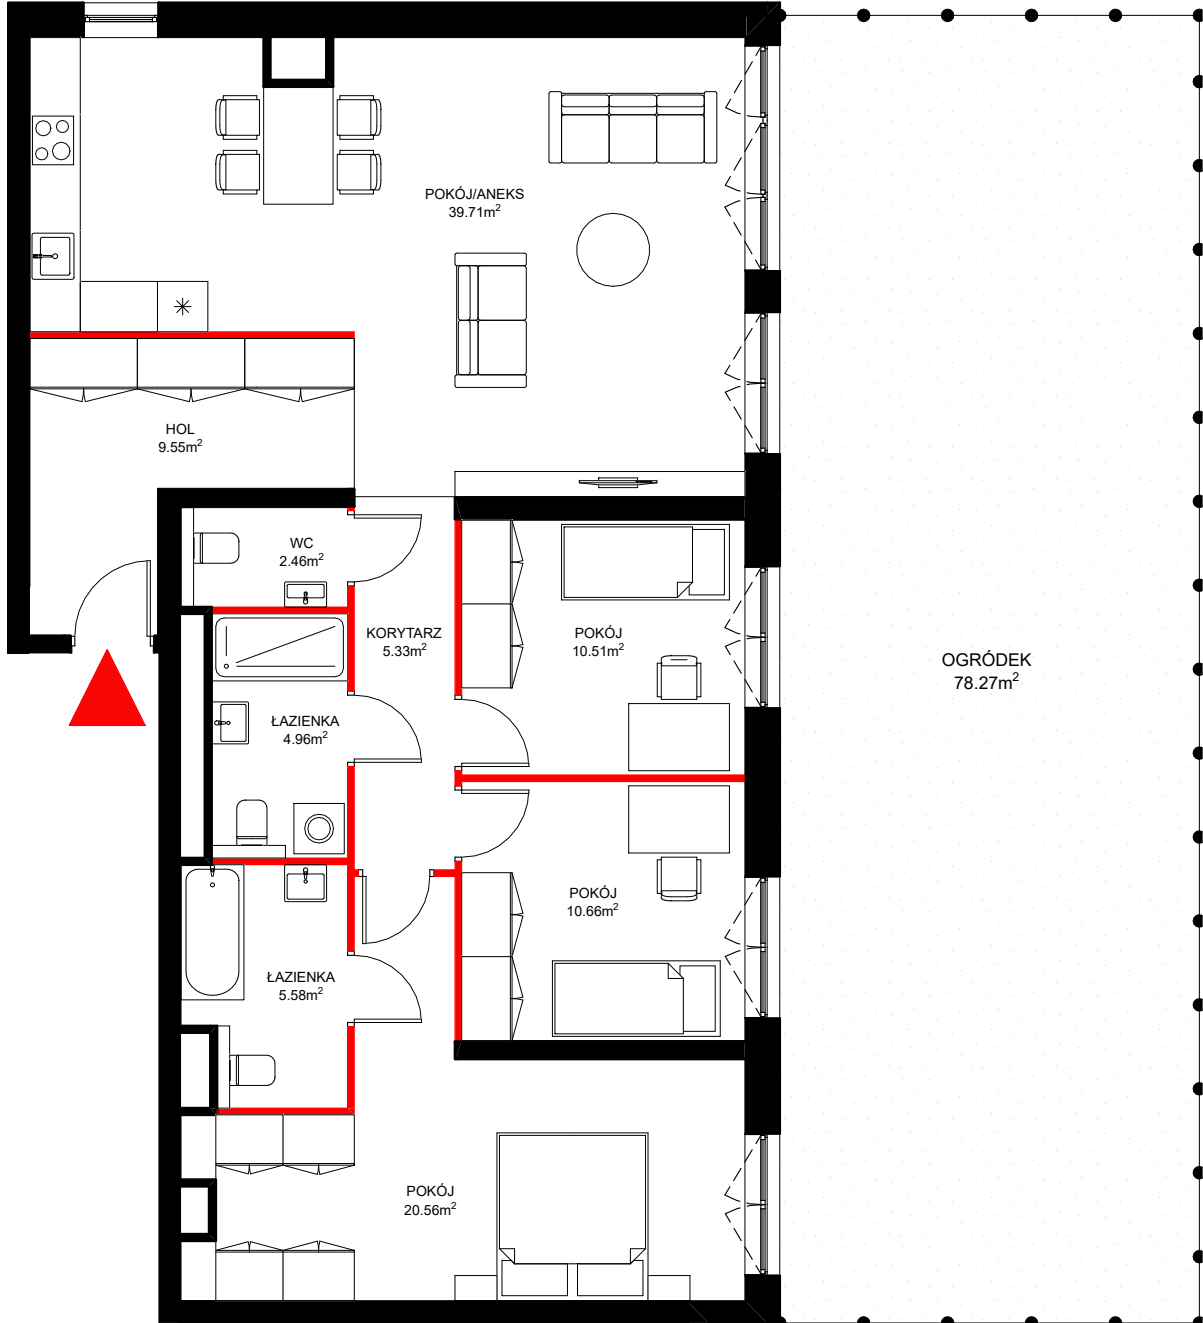 POKÓJ/ANEKS
39.71m²
HOL
9.55m²
WC
2.46m²
KORYTARZ
5.33m²
POKÓJ
10.51m²
OGRÓDEK
78.27m²
ŁAZIENKA
4.96m²
POKÓJ
10.66m²
ŁAZIENKA
5.58m²
POKÓJ
20.56m²